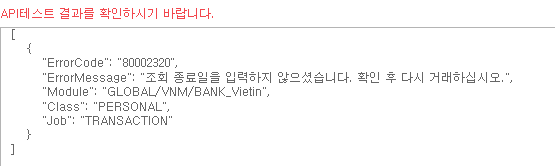 API테스트 결과를 확인하시기 바랍니다.
[
{
"ErrorCode": "80002320",
"ErrorMessage": "조회 종료일을 입력하지 않으셨습니다. 확인 후 다시 거래하십시오.",
"Module": "GLOBAL/VNM/BANK_Vietin",
"Class": "PERSONAL",
"Job": "TRANSACTION"
}
]